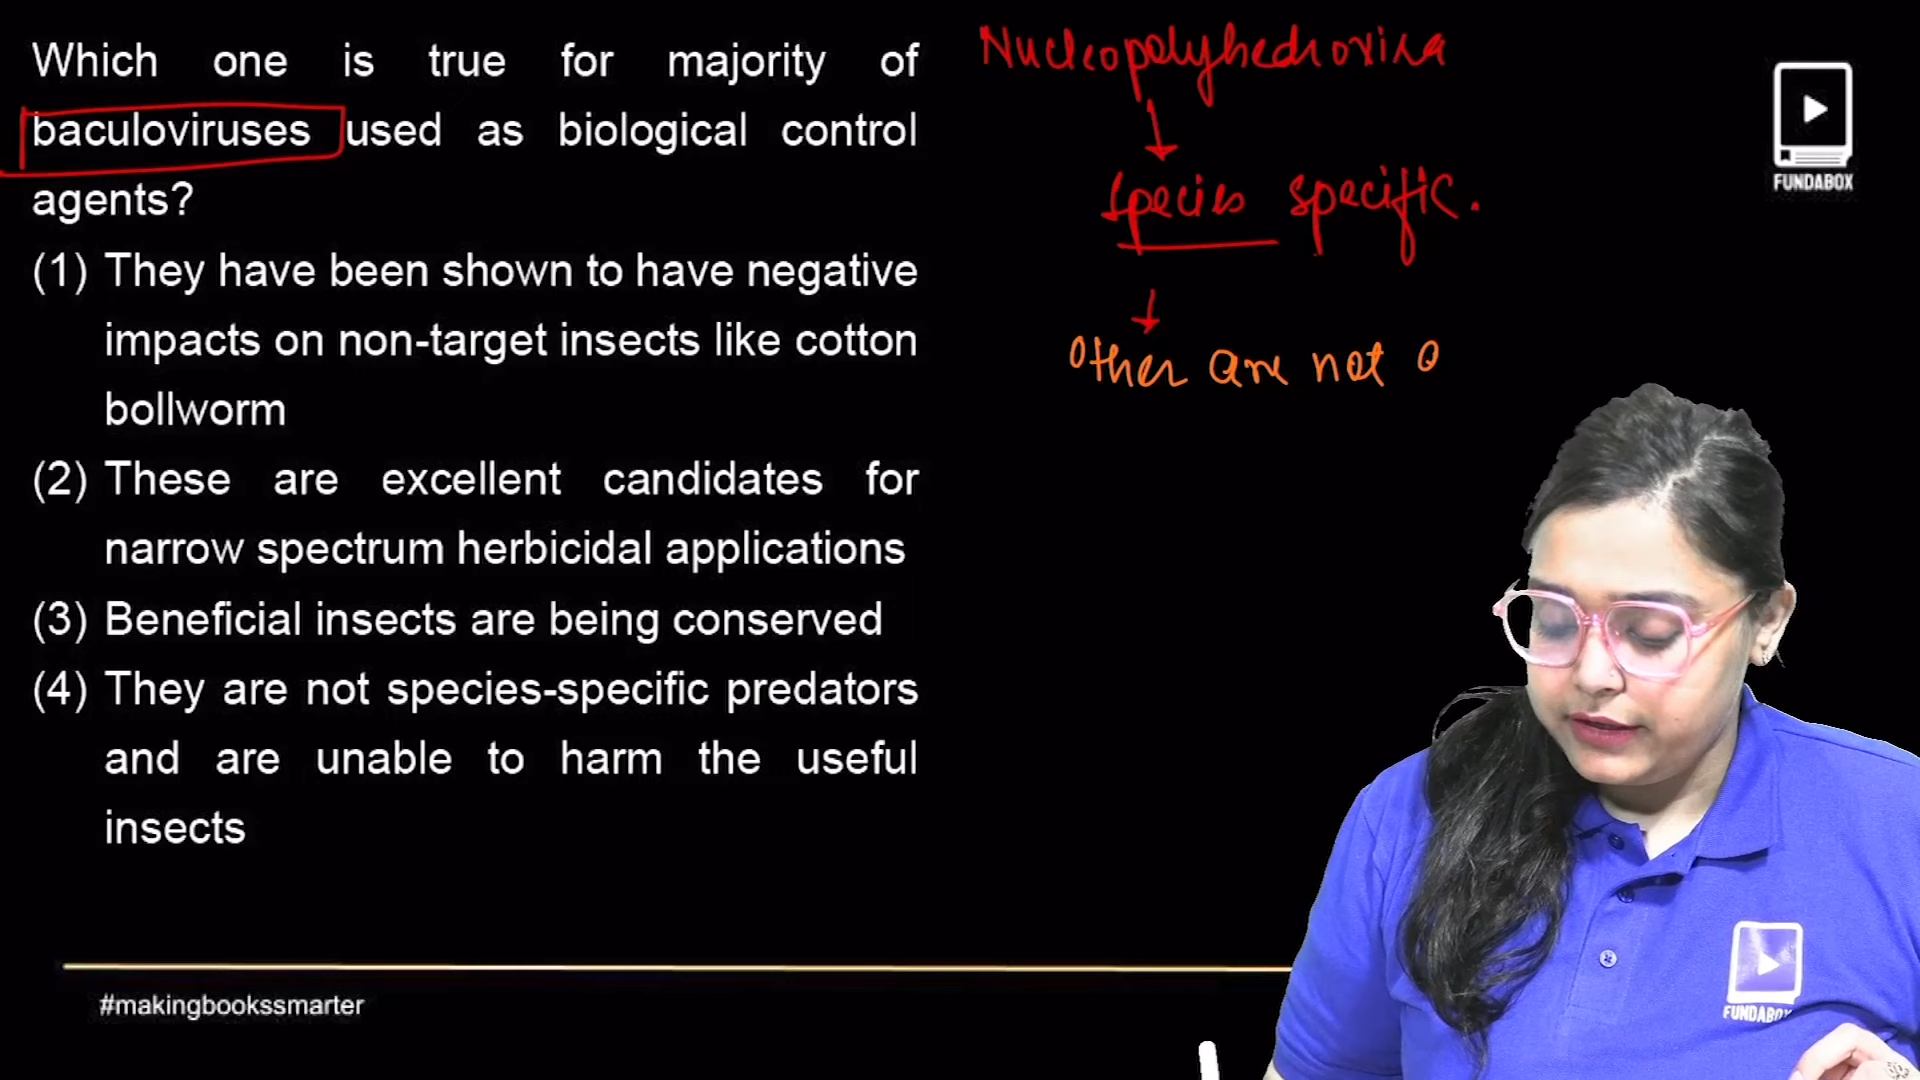 Which one is true for majority of
baculoviruses used as biological control
agents?
(1) They have been shown to have negative
impacts on non-target insects like cotton
bollworm
(2) These are excellent candidates for
narrow spectrum herbicidal applications
(3) Beneficial insects are being conserved
(4) They are not species-specific predators
and are unable to harm the useful
insects
Nucleopolyhedrovira
species specific.
Other are not a
FUNDABOX
FUNDABOX
#makingbookssmarter